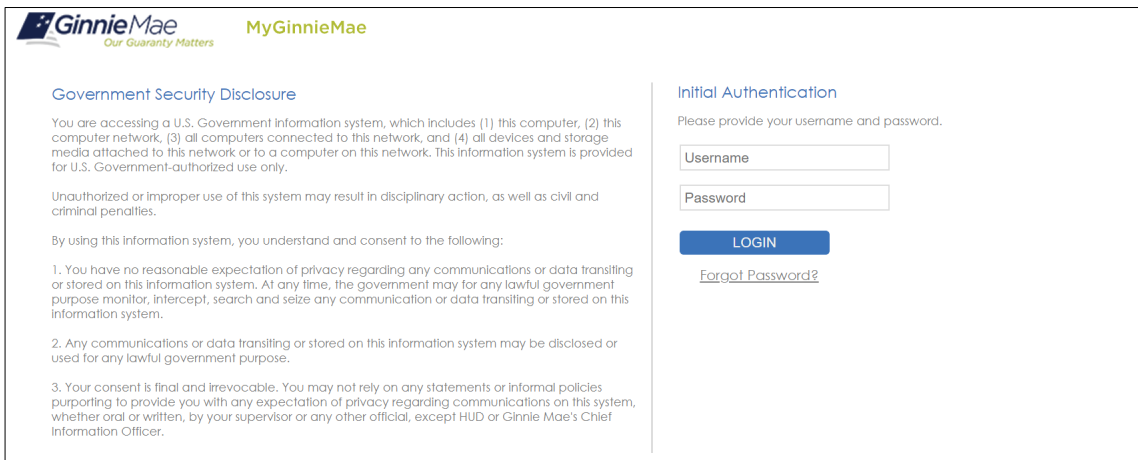 GinnieMae
Our Guaranty Matters
MyGinnieMae
Government Security Disclosure
You are accessing a U.S. Government information system, which includes (1) this computer, (2) this
computer network, (3) all computers connected to this network, and (4) all devices and storage
media attached to this network or to a computer on this network. This information system is provided
for U.S. Government-authorized use only.
Unauthorized or improper use of this system may result in disciplinary action, as well as civil and
criminal penalties.
By using this information system, you understand and consent to the following:
1. You have no reasonable expectation of privacy regarding any communications or data transiting
or stored on this information system. At any time, the government may for any lawful government
purpose monitor, intercept, search and seize any communication or data transiting or stored on this
information system.
2. Any communications or data transiting or stored on this information system may be disclosed or
used for any lawful government purpose.
3. Your consent is final and irrevocable. You may not rely on any statements or informal policies
purporting to provide you with any expectation of privacy regarding communications on this system,
whether oral or written, by your supervisor or any other official, except HUD or Ginnie Mae's Chief
Information Officer.
Initial Authentication
Please provide your username and password.
Username
Password
LOGIN
Forgot Password?